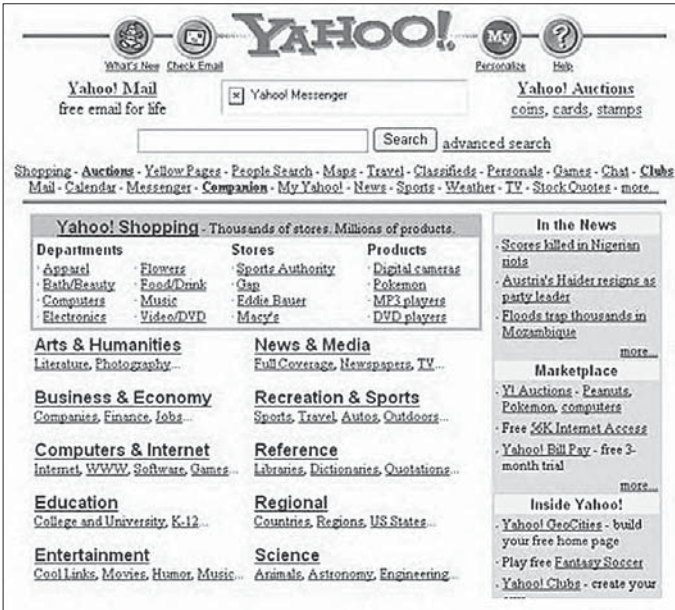 YAHOO!
What's New Check Email My Personalize ? Help
Yahoo! Mail
free email for life
x Yahoo! Messenger
Yahoo! Auctions
coins, cards, stamps
Search advanced search
Shopping - Auctions - Yellow Pages - People Search - Maps - Travel - Classifieds - Personals - Games - Chat - Clubs
Mail - Calendar - Messenger - Companion - My Yahoo! - News - Sports - Weather - TV - Stock Quotes - more...
Yahoo! Shopping - Thousands of stores. Millions of products.
Departments Stores Products
· Apparel · Flowers · Sports Authority · Digital cameras
· Bath/Beauty · Food/Drink · Gap · Pokemon
· Computers · Music · Eddie Bauer · MP3 players
· Electronics · Video/DVD · Macy's · DVD players
Arts & Humanities
Literature, Photography...
News & Media
Full Coverage, Newspapers, TV...
Business & Economy
Companies, Finance, Jobs...
Recreation & Sports
Sports, Travel, Autos, Outdoors...
Computers & Internet
Internet, WWW, Software, Games...
Reference
Libraries, Dictionaries, Quotations...
Education
College and University, K-12...
Regional
Countries, Regions, US States...
Entertainment
Cool Links, Movies, Humor, Music...
Science
Animals, Astronomy, Engineering...
In the News
· Scores killed in Nigerian
riots
· Austria's Haider resigns as
party leader
· Floods trap thousands in
Mozambique
more...
Marketplace
· Y! Auctions - Peanuts,
Pokemon, computers
· Free 56K Internet Access
· Yahoo! Bill Pay - free 3-
month trial
more...
Inside Yahoo!
· Yahoo! GeoCities - build
your free home page
· Play free Fantasy Soccer
· Yahoo! Clubs - create your